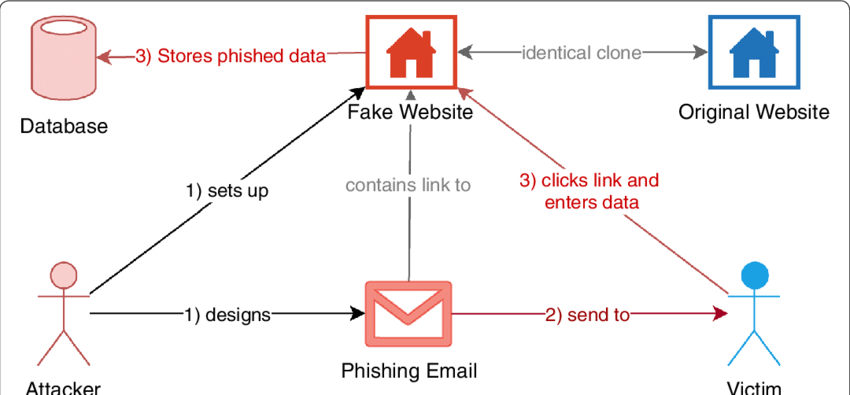 3) Stores phished data
identical clone
Database
Fake Website
Original Website
1) sets up
contains link to
3) clicks link and
enters data
1) designs
2) send to
Phishing Email
Attacker
Victim